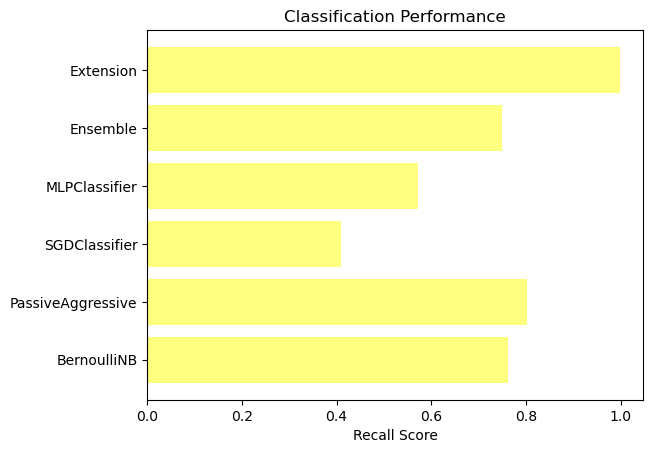 Classification Performance
Extension
Ensemble
MLPClassifier
SGDClassifier
PassiveAggressive
BernoulliNB
0.0 0.2 0.4 0.6 0.8 1.0
Recall Score